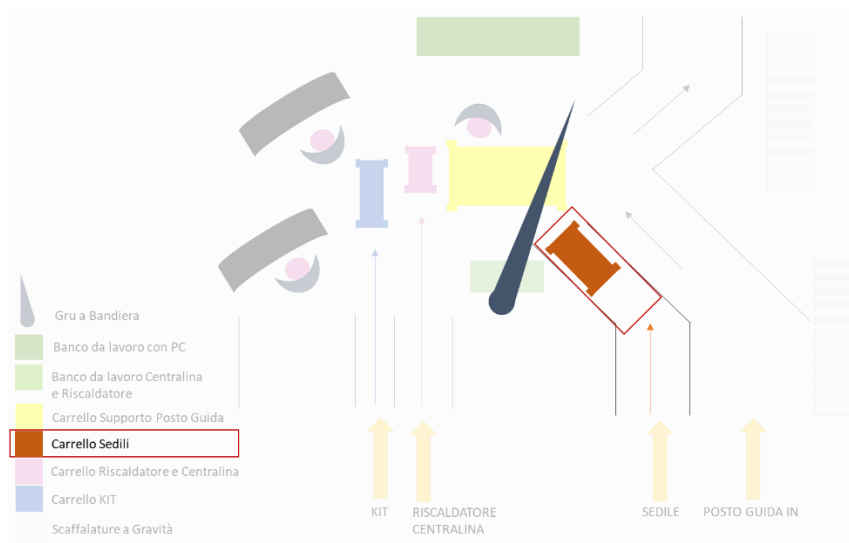 Gru a Bandiera
Banco da lavoro con PC
Banco da lavoro Centralina
e Riscaldatore
Carrello Supporto Posto Guida
Carrello Sedili
Carrello Riscaldatore e Centralina
Carrello KIT
Scaffalature a Gravità
KIT
RISCALDATORE
CENTRALINA
SEDILE
POSTO GUIDA IN